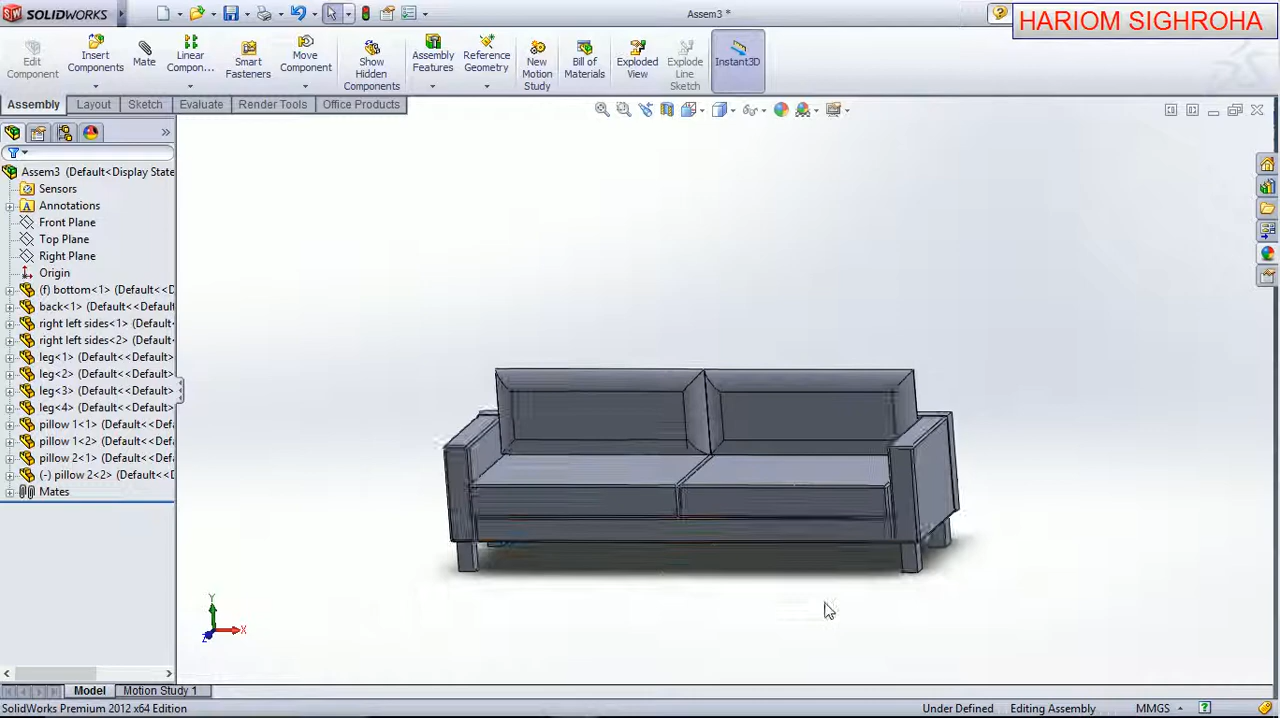 SOLIDWORKS
Assem3 *
HARIOM SIGHROHA
Edit Component
Insert Components
Mate
Linear Compon...
Smart Fasteners
Move Component
Show Hidden Components
Assembly Features
Reference Geometry
New Motion Study
Bill of Materials
Exploded View
Explode Line Sketch
Instant3D
Assembly
Layout
Sketch
Evaluate
Render Tools
Office Products
Assem3 (Default<Display State
Sensors
Annotations
Front Plane
Top Plane
Right Plane
Origin
(f) bottom<1> (Default<<D
back<1> (Default<<Default>
right left sides<1> (Default<
right left sides<2> (Default<
leg<1> (Default<<Default>
leg<2> (Default<<Default>
leg<3> (Default<<Default>
leg<4> (Default<<Default>
pillow 1<1> (Default<<Defa
pillow 1<2> (Default<<Defa
pillow 2<1> (Default<<Defa
(-) pillow 2<2> (Default<<D
Mates
Y
X
Z
Model
Motion Study 1
SolidWorks Premium 2012 x64 Edition
Under Defined
Editing Assembly
MMGS